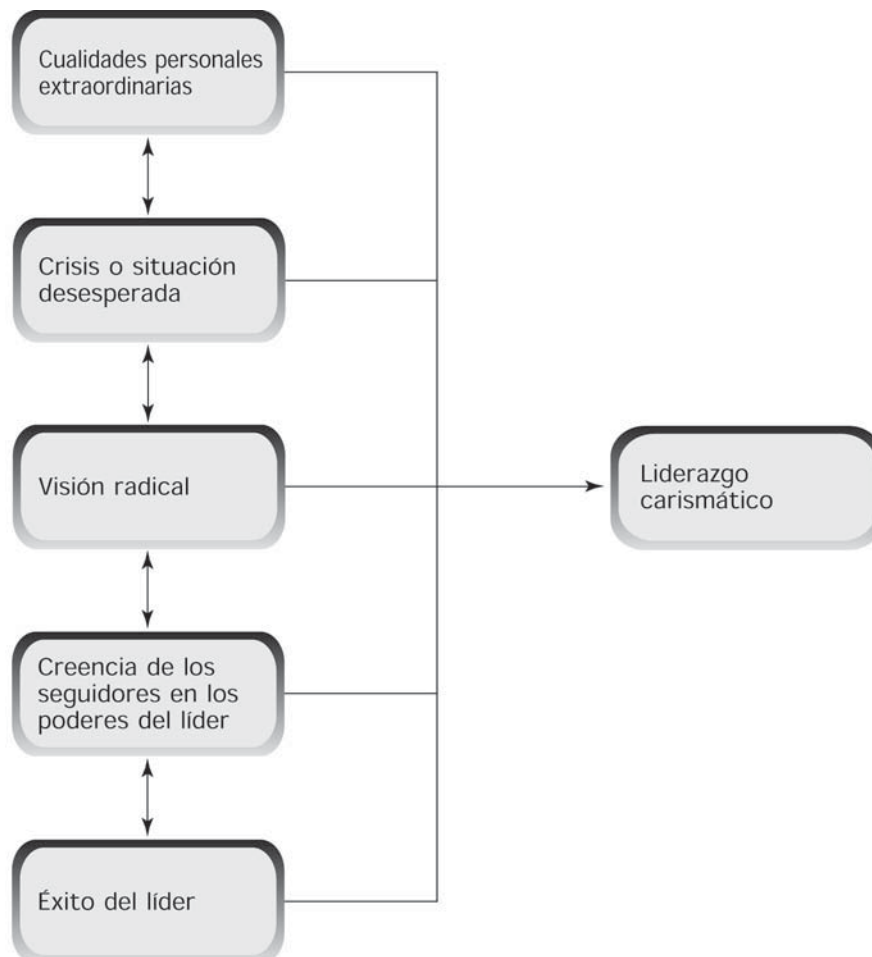 Cualidades personales
extraordinarias
Crisis o situación
desesperada
Visión radical
Liderazgo
carismático
Creencia de los
seguidores en los
poderes del líder
Éxito del líder